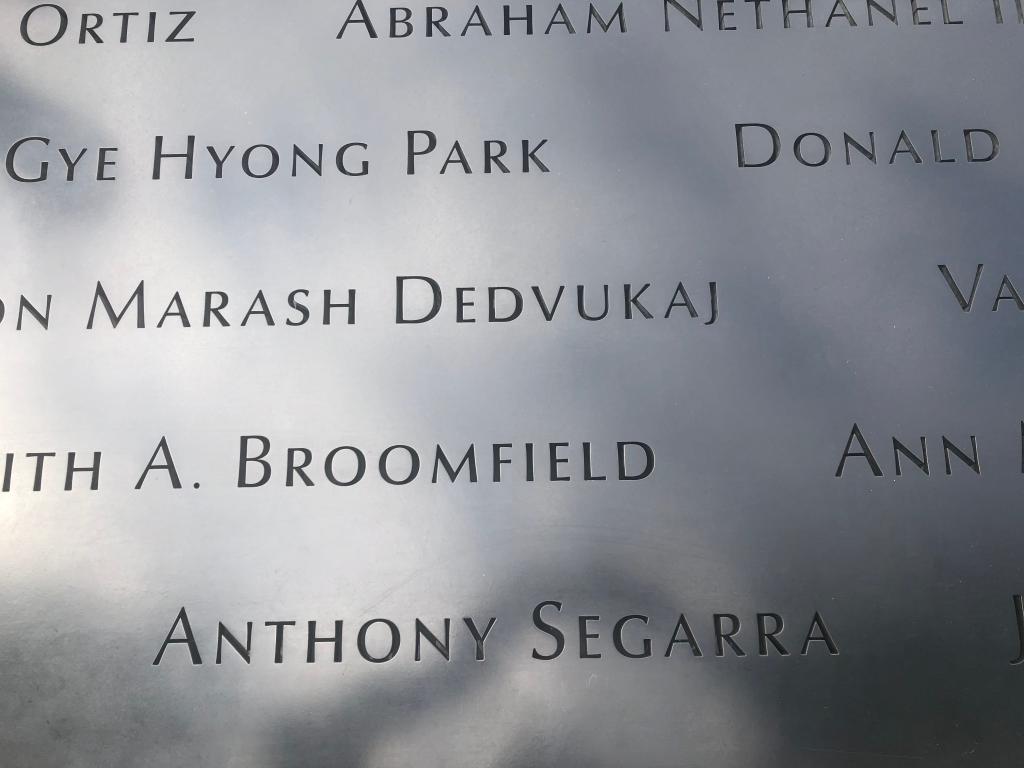 ORTIZ ABRAHAM NETHANEL
GYE HYONG PARK DONALD
MARASH DEDVUKAJ
A. BROOMFIELD ANN
ANTHONY SEGARRA